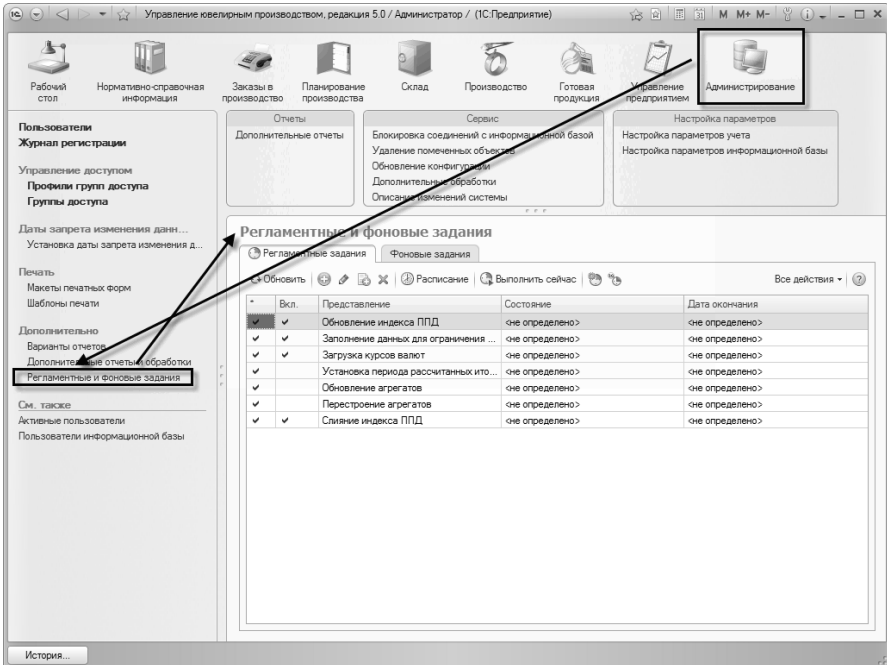 Управление ювелирным производством, редакция 5.0 / Администратор / (1С:Предприятие)
M M+ M-
Рабочий стол
Нормативно-справочная информация
Заказы в производство
Планирование производства
Склад
Производство
Готовая продукция
Управление предприятием
Администрирование
Пользователи
Журнал регистрации
Управление доступом
Профили групп доступа
Группы доступа
Даты запрета изменения данн...
Установка даты запрета изменения д...
Печать
Макеты печатных форм
Шаблоны печати
Дополнительно
Варианты отчетов
Дополнительные отчеты и обработки
Регламентные и фоновые задания
См. также
Активные пользователи
Пользователи информационной базы
Отчеты
Дополнительные отчеты
Сервис
Блокировка соединений с информационной базой
Удаление помеченных объектов
Обновление конфигурации
Дополнительные обработки
Описание изменений системы
Настройка параметров
Настройка параметров учета
Настройка параметров информационной базы
Регламентные и фоновые задания
Регламентные задания Фоновые задания
Обновить Расписание Выполнить сейчас Все действия
* Вкл. Представление Состояние Дата окончания
Обновление индекса ППД <не определено> <не определено>
Заполнение данных для ограничения ... <не определено> <не определено>
Загрузка курсов валют <не определено> <не определено>
Установка периода рассчитанных ито... <не определено> <не определено>
Обновление агрегатов <не определено> <не определено>
Перестроение агрегатов <не определено> <не определено>
Слияние индекса ППД <не определено> <не определено>
История...